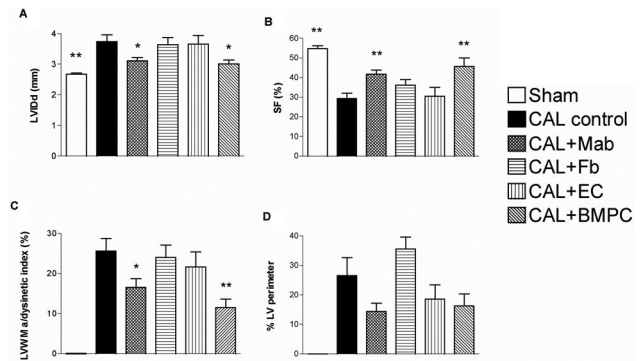 A
LVIDd (mm)
5
4
3
2
1
0
**
*
*
B
SF (%)
60
50
40
30
20
10
0
**
**
**
Sham
CAL control
CAL+Mab
CAL+Fb
CAL+EC
CAL+BMPC
C
LVWM a/dysinetic index (%)
30
20
10
0
*
**
D
% LV perimeter
40
30
20
10
0